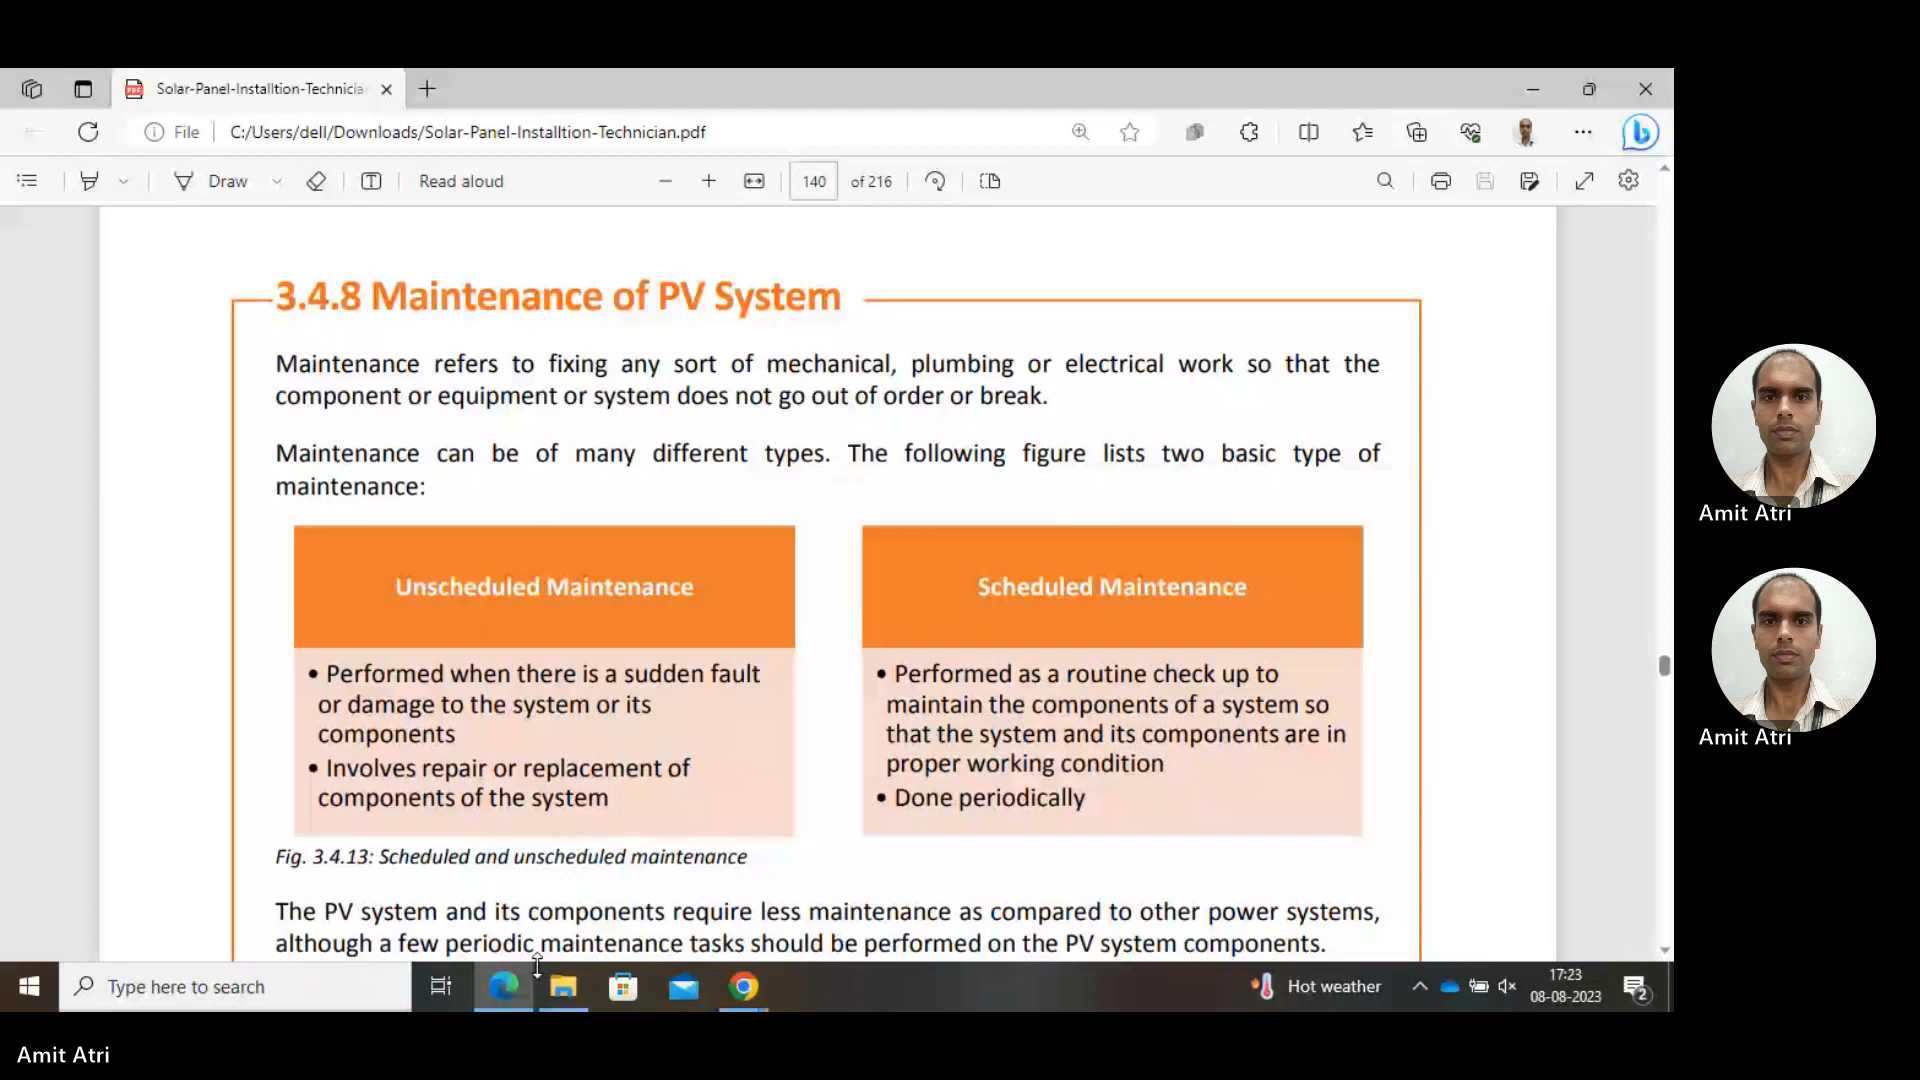 Solar-Panel-Installtion-Technicia
File
C:/Users/dell/Downloads/Solar-Panel-Installtion-Technician.pdf
Draw
Read aloud
140
of 216
3.4.8 Maintenance of PV System
Maintenance refers to fixing any sort of mechanical, plumbing or electrical work so that the
component or equipment or system does not go out of order or break.
Maintenance can be of many different types. The following figure lists two basic type of
maintenance:
Unscheduled Maintenance
• Performed when there is a sudden fault
or damage to the system or its
components
• Involves repair or replacement of
components of the system
Scheduled Maintenance
• Performed as a routine check up to
maintain the components of a system so
that the system and its components are in
proper working condition
• Done periodically
Fig. 3.4.13: Scheduled and unscheduled maintenance
The PV system and its components require less maintenance as compared to other power systems,
although a few periodic maintenance tasks should be performed on the PV system components.
Type here to search
Hot weather
17:23
08-08-2023
2
Amit Atri
Amit Atri
Amit Atri